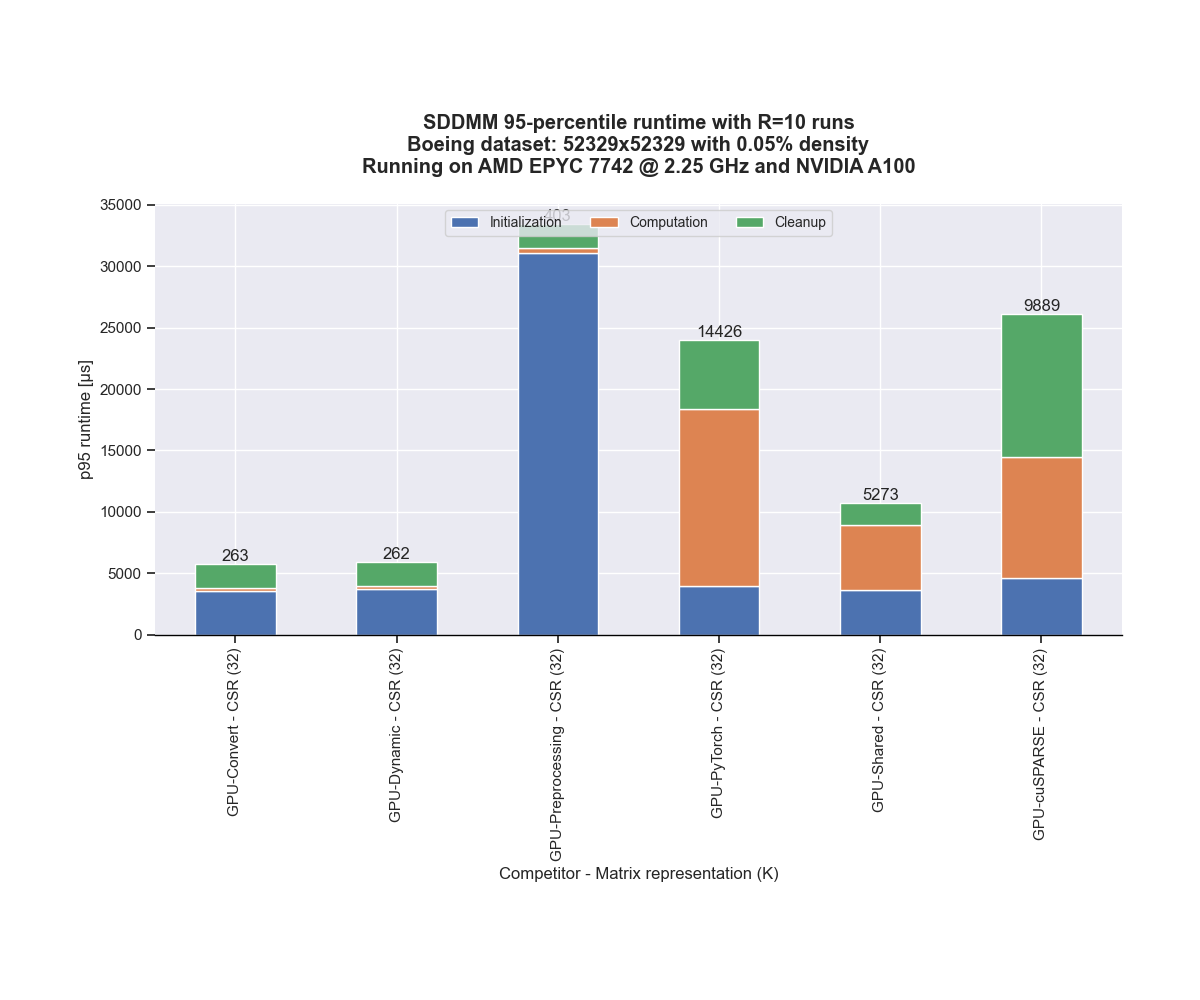 SDDMM 95-percentile runtime with R=10 runs
Boeing dataset: 52329x52329 with 0.05% density
Running on AMD EPYC 7742 @ 2.25 GHz and NVIDIA A100
Initialization
Computation
Cleanup
p95 runtime [µs]
35000
30000
25000
20000
15000
10000
5000
0
263
262
403
14426
5273
9889
GPU-Convert - CSR (32)
GPU-Dynamic - CSR (32)
GPU-Preprocessing - CSR (32)
GPU-PyTorch - CSR (32)
GPU-Shared - CSR (32)
GPU-cuSPARSE - CSR (32)
Competitor - Matrix representation (K)